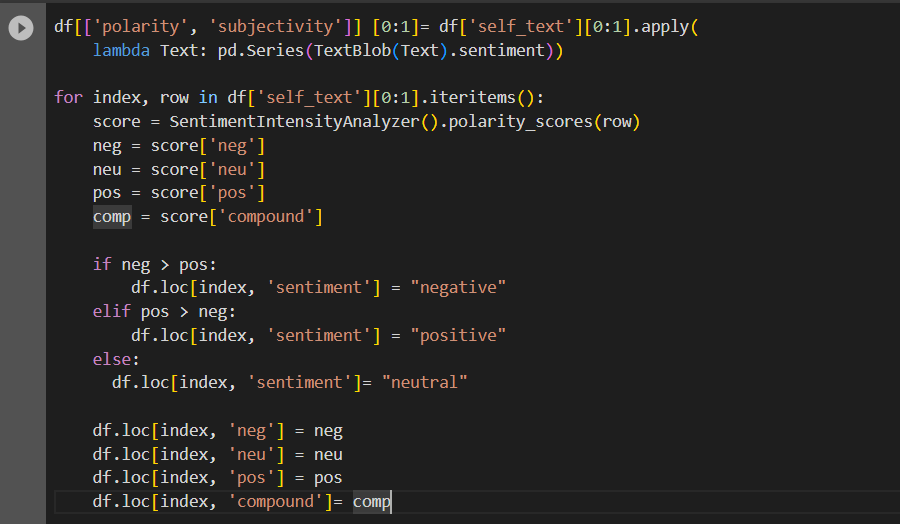 df[['polarity', 'subjectivity']] [0:1]= df['self_text'][0:1].apply(
    lambda Text: pd.Series(TextBlob(Text).sentiment))

for index, row in df['self_text'][0:1].iteritems():
    score = SentimentIntensityAnalyzer().polarity_scores(row)
    neg = score['neg']
    neu = score['neu']
    pos = score['pos']
    comp = score['compound']

    if neg > pos:
        df.loc[index, 'sentiment'] = "negative"
    elif pos > neg:
        df.loc[index, 'sentiment'] = "positive"
    else:
      df.loc[index, 'sentiment']= "neutral"

    df.loc[index, 'neg'] = neg
    df.loc[index, 'neu'] = neu
    df.loc[index, 'pos'] = pos
    df.loc[index, 'compound']= comp